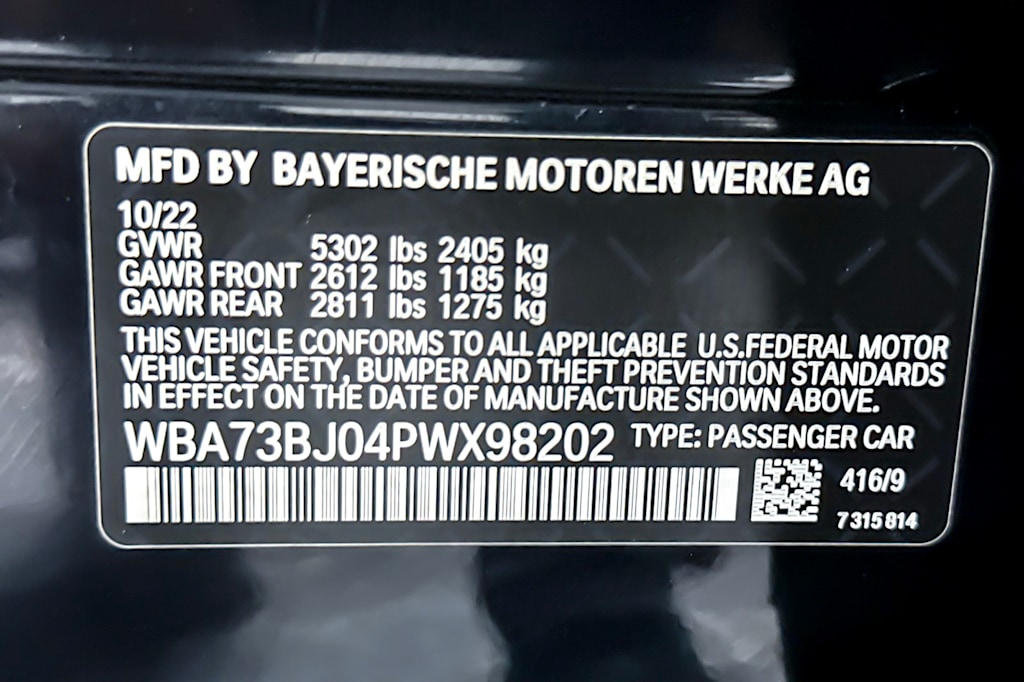 MFD BY BAYERISCHE MOTOREN WERKE AG
10/22
GVWR 5302 lbs 2405 kg
GAWR FRONT 2612 lbs 1185 kg
GAWR REAR 2811 lbs 1275 kg
THIS VEHICLE CONFORMS TO ALL APPLICABLE U.S.FEDERAL MOTOR
VEHICLE SAFETY, BUMPER AND THEFT PREVENTION STANDARDS
IN EFFECT ON THE DATE OF MANUFACTURE SHOWN ABOVE.
WBA73BJ04PWX98202 TYPE: PASSENGER CAR
416/9
7 315 814